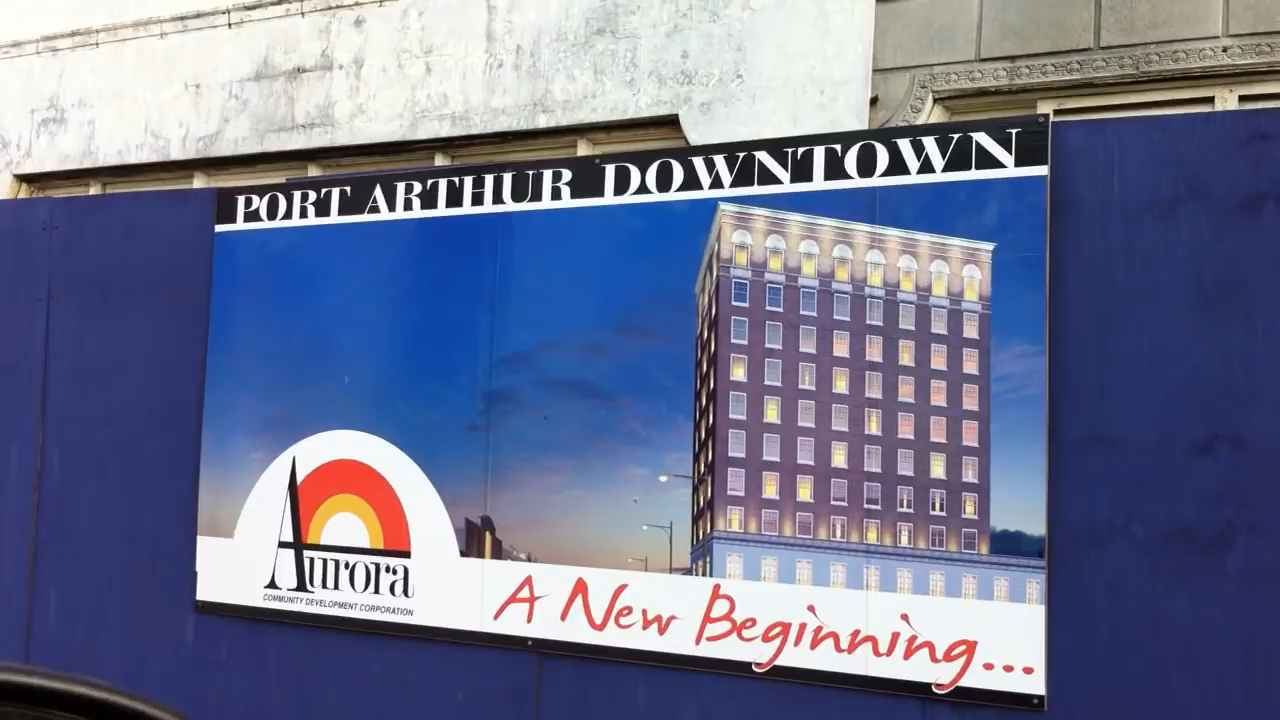 PORT ARTHUR DOWNTOWN
Aurora
COMMUNITY DEVELOPMENT CORPORATION
A New Beginning...